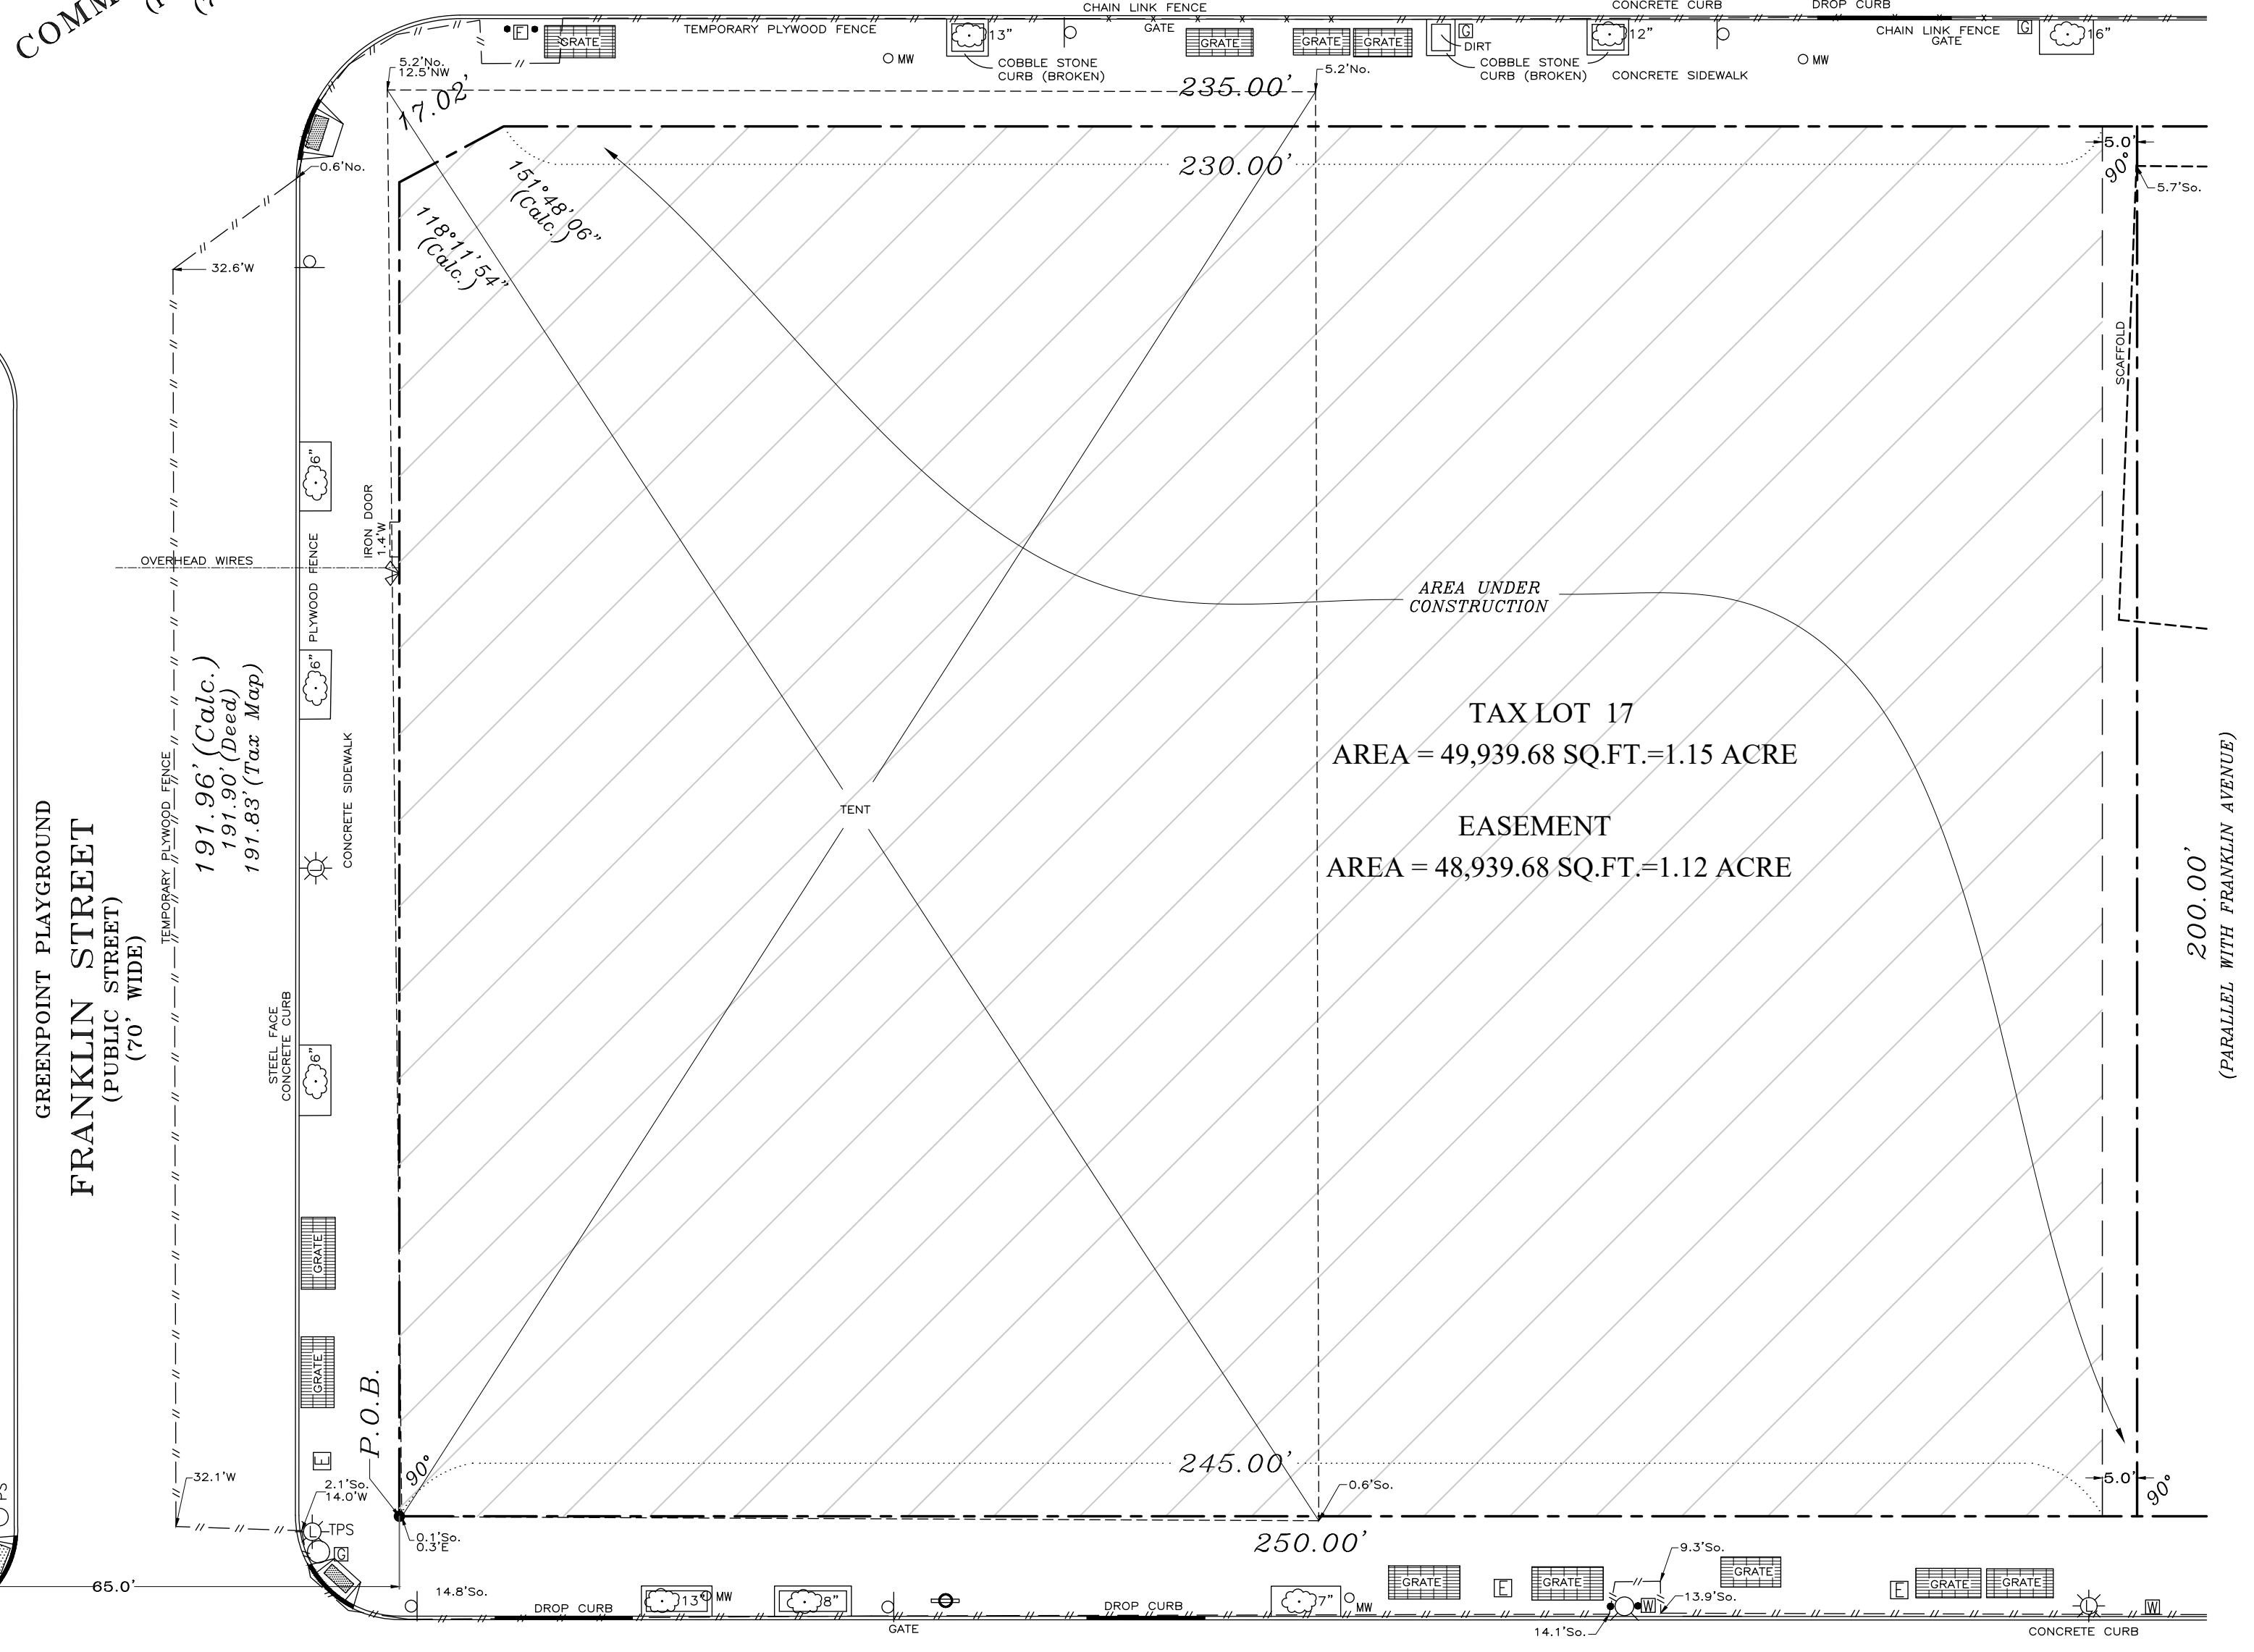 COMM
CHAIN LINK FENCE
CONCRETE CURB
DROP CURB
F
GRATE
TEMPORARY PLYWOOD FENCE
MW
13"
COBBLE STONE
CURB (BROKEN)
GATE
GRATE
GRATE
GRATE
G
DIRT
COBBLE STONE
CURB (BROKEN)
12"
CONCRETE SIDEWALK
MW
CHAIN LINK FENCE
GATE
G
16"
5.2'No.
12.5'NW
5.2'No.
17.02'
235.00'
230.00'
5.0'
90°
5.7'So.
0.6'No.
151°48'06"
(Calc.)
118°11'54"
(Calc.)
32.6'W
SCAFFOLD
6"
IRON DOOR
1.4'W
OVERHEAD WIRES
PLYWOOD FENCE
AREA UNDER
CONSTRUCTION
6"
191.96' (Calc.)
191.90' (Deed)
191.83' (Tax Map)
TAX LOT 17
AREA = 49,939.68 SQ.FT.=1.15 ACRE
EASEMENT
AREA = 48,939.68 SQ.FT.=1.12 ACRE
TENT
200.00'
(PARALLEL WITH FRANKLIN AVENUE)
GREENPOINT PLAYGROUND
FRANKLIN STREET
(PUBLIC STREET)
(70' WIDE)
TEMPORARY PLYWOOD FENCE
L
CONCRETE SIDEWALK
STEEL FACE
CONCRETE CURB
6"
GRATE
GRATE
E
P.O.B.
90°
245.00'
5.0'
90°
32.1'W
2.1'So.
14.0'W
0.6'So.
PS
L
TPS
G
0.1'So.
0.3'E
250.00'
65.0'
14.8'So.
DROP CURB
13"
MW
8"
GATE
DROP CURB
7"
MW
GRATE
E
GRATE
9.3'So.
W
13.9'So.
14.1'So.
GRATE
E
GRATE
GRATE
L
W
CONCRETE CURB